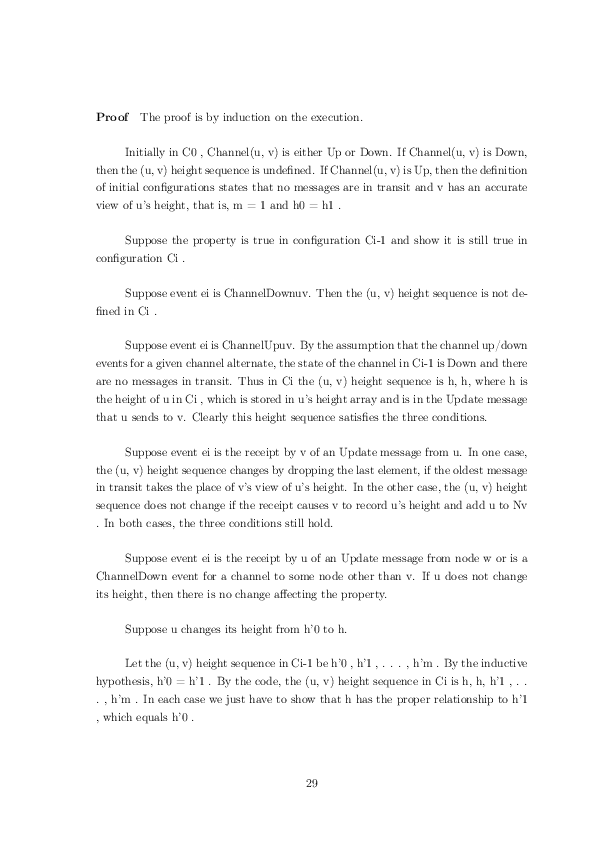 Proof The proof is by induction on the execution.
Initially in C0 , Channel(u, v) is either Up or Down. If Channel(u, v) is Down,
then the (u, v) height sequence is undefined. If Channel(u, v) is Up, then the definition
of initial configurations states that no messages are in transit and v has an accurate
view of u's height, that is, m = 1 and h0 = h1 .
Suppose the property is true in configuration Ci-1 and show it is still true in
configuration Ci .
Suppose event ei is ChannelDownuv. Then the (u, v) height sequence is not de-
fined in Ci .
Suppose event ei is ChannelUpuv. By the assumption that the channel up/down
events for a given channel alternate, the state of the channel in Ci-1 is Down and there
are no messages in transit. Thus in Ci the (u, v) height sequence is h, h, where h is
the height of u in Ci , which is stored in u's height array and is in the Update message
that u sends to v. Clearly this height sequence satisfies the three conditions.
Suppose event ei is the receipt by v of an Update message from u. In one case,
the (u, v) height sequence changes by dropping the last element, if the oldest message
in transit takes the place of v's view of u's height. In the other case, the (u, v) height
sequence does not change if the receipt causes v to record u's height and add u to Nv
. In both cases, the three conditions still hold.
Suppose event ei is the receipt by u of an Update message from node w or is a
ChannelDown event for a channel to some node other than v. If u does not change
its height, then there is no change affecting the property.
Suppose u changes its height from h'0 to h.
Let the (u, v) height sequence in Ci-1 be h'0 , h'1 , . . . , h'm . By the inductive
hypothesis, h'0 = h'1 . By the code, the (u, v) height sequence in Ci is h, h, h'1 , . .
. , h'm . In each case we just have to show that h has the proper relationship to h'1
, which equals h'0 .
29